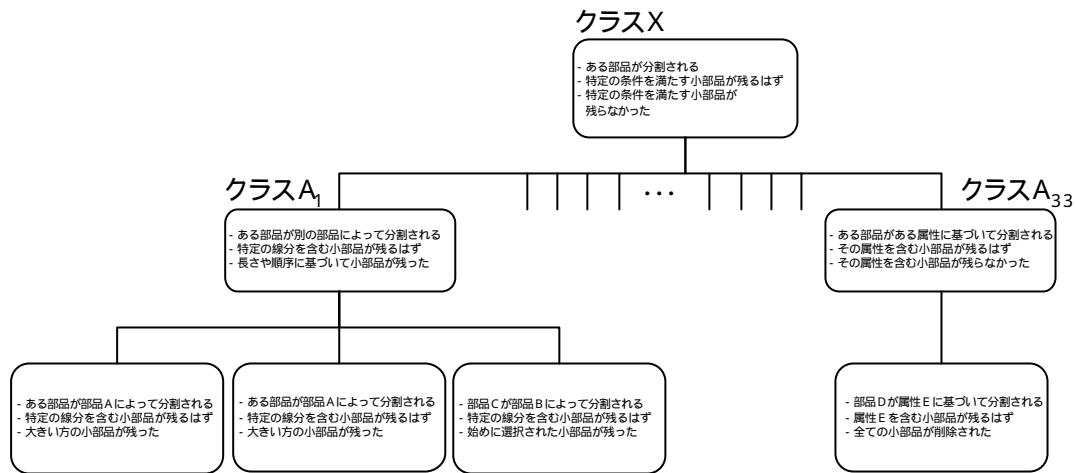 クラスX
- ある部品が分割される
- 特定の条件を満たす小部品が残るはず
- 特定の条件を満たす小部品が
残らなかった
クラスA1
…
クラスA33
- ある部品が別の部品によって分割される
- 特定の線分を含む小部品が残るはず
- 長さや順序に基づいて小部品が残った
- ある部品がある属性に基づいて分割される
- その属性を含む小部品が残るはず
- その属性を含む小部品が残らなかった
- ある部品が部品Aによって分割される
- 特定の線分を含む小部品が残るはず
- 大きい方の小部品が残った
- ある部品が部品Aによって分割される
- 特定の線分を含む小部品が残るはず
- 大きい方の小部品が残った
- 部品Cが部品Bによって分割される
- 特定の線分を含む小部品が残るはず
- 始めに選択された小部品が残った
- 部品Dが属性Eに基づいて分割される
- 属性Eを含む小部品が残るはず
- 全ての小部品が削除された